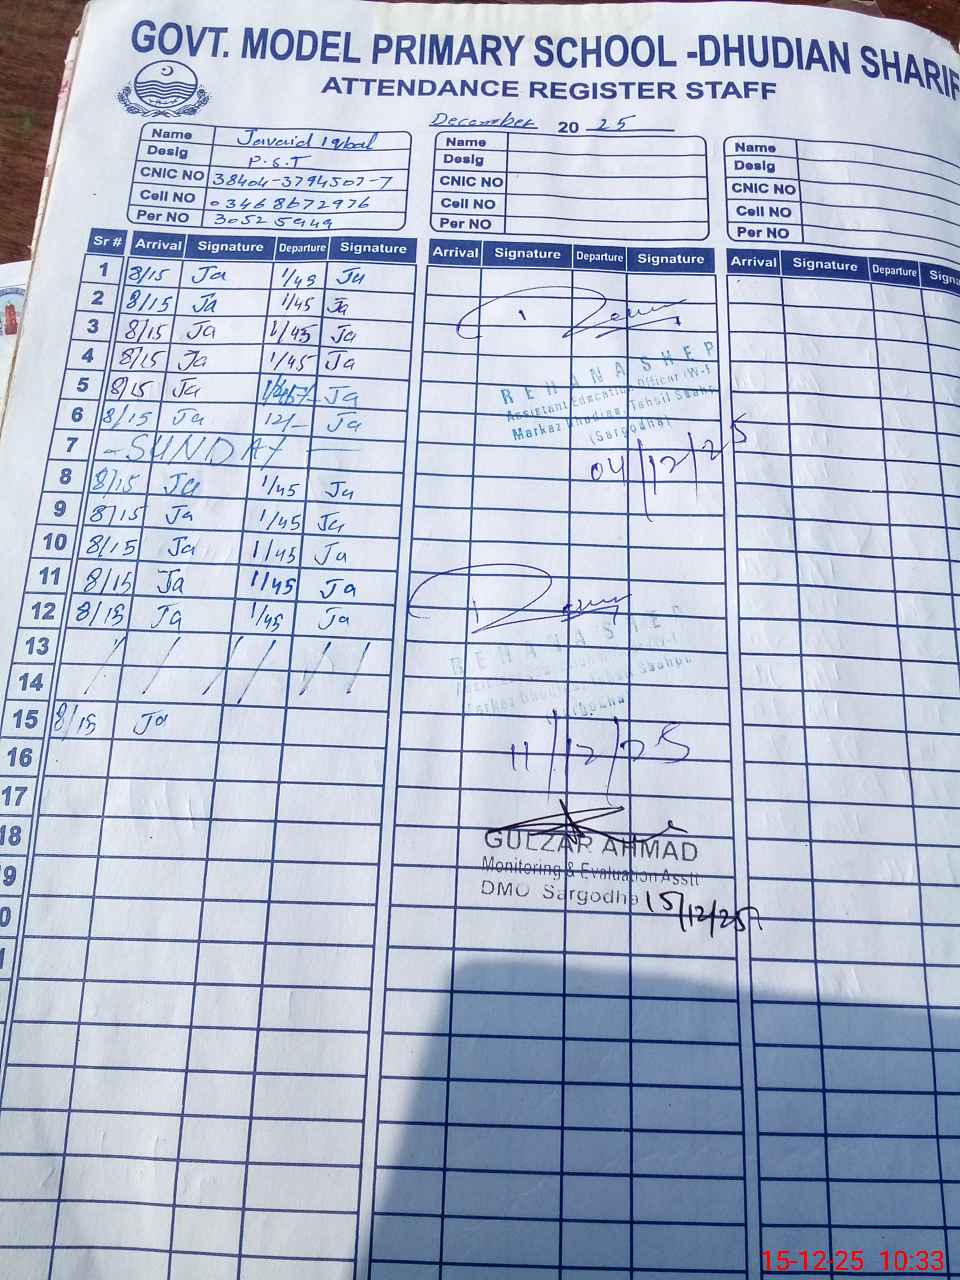 GOVT. MODEL PRIMARY SCHOOL -DHUDIAN SHARIF
ATTENDANCE REGISTER STAFF
December 2025
Name Javaid Iqbal
Desig P.S.T
CNIC NO 38404-3794507-7
Cell NO 03468672976
Per NO 30525949
Name
Desig
CNIC NO
Cell NO
Per NO
Name
Desig
CNIC NO
Cell NO
Per NO
Sr # Arrival Signature Departure Signature Arrival Signature Departure Signature Arrival Signature Departure Signa
1 8/15 Ja 1/45 Ja
2 8/15 Ja 1/45 Ja
3 8/15 Ja 1/45 Ja
4 8/15 Ja 1/45 Ja
5 8/15 Ja Ja
6 8/15 Ja 12/- Ja
7 -SUNDAY
8 8/15 Ja 1/45 Ja
9 8/15 Ja 1/45 Ja
10 8/15 Ja 1/45 Ja
11 8/15 Ja 1/45 Ja
12 8/15 Ja 1/45 Ja
13
14
15 8/15 Ja
16
17
18
9
0
1
REHANA SHEP
Assistant Education Officer (W-I
Markaz Dhudian, Tehsil Saahp
(Sargodha)
04/12/25
REHANA SHE
11/12/25
GULZAR AHMAD
Monitoring & Evaluation Asstt
DMO Sargodha 15/12/25
15-12-25 10:33